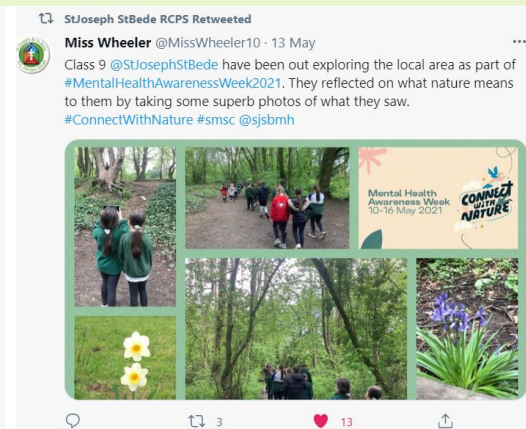 StJoseph StBede RCPS Retweeted
Miss Wheeler @MissWheeler10 · 13 May
Class 9 @StJosephStBede have been out exploring the local area as part of
#MentalHealthAwarenessWeek2021. They reflected on what nature means
to them by taking some superb photos of what they saw.
#ConnectWithNature #smsc @sjsbmh
Mental Health
Awareness Week
10-16 May 2021
CONNECT
WITH
NATURE
3
13